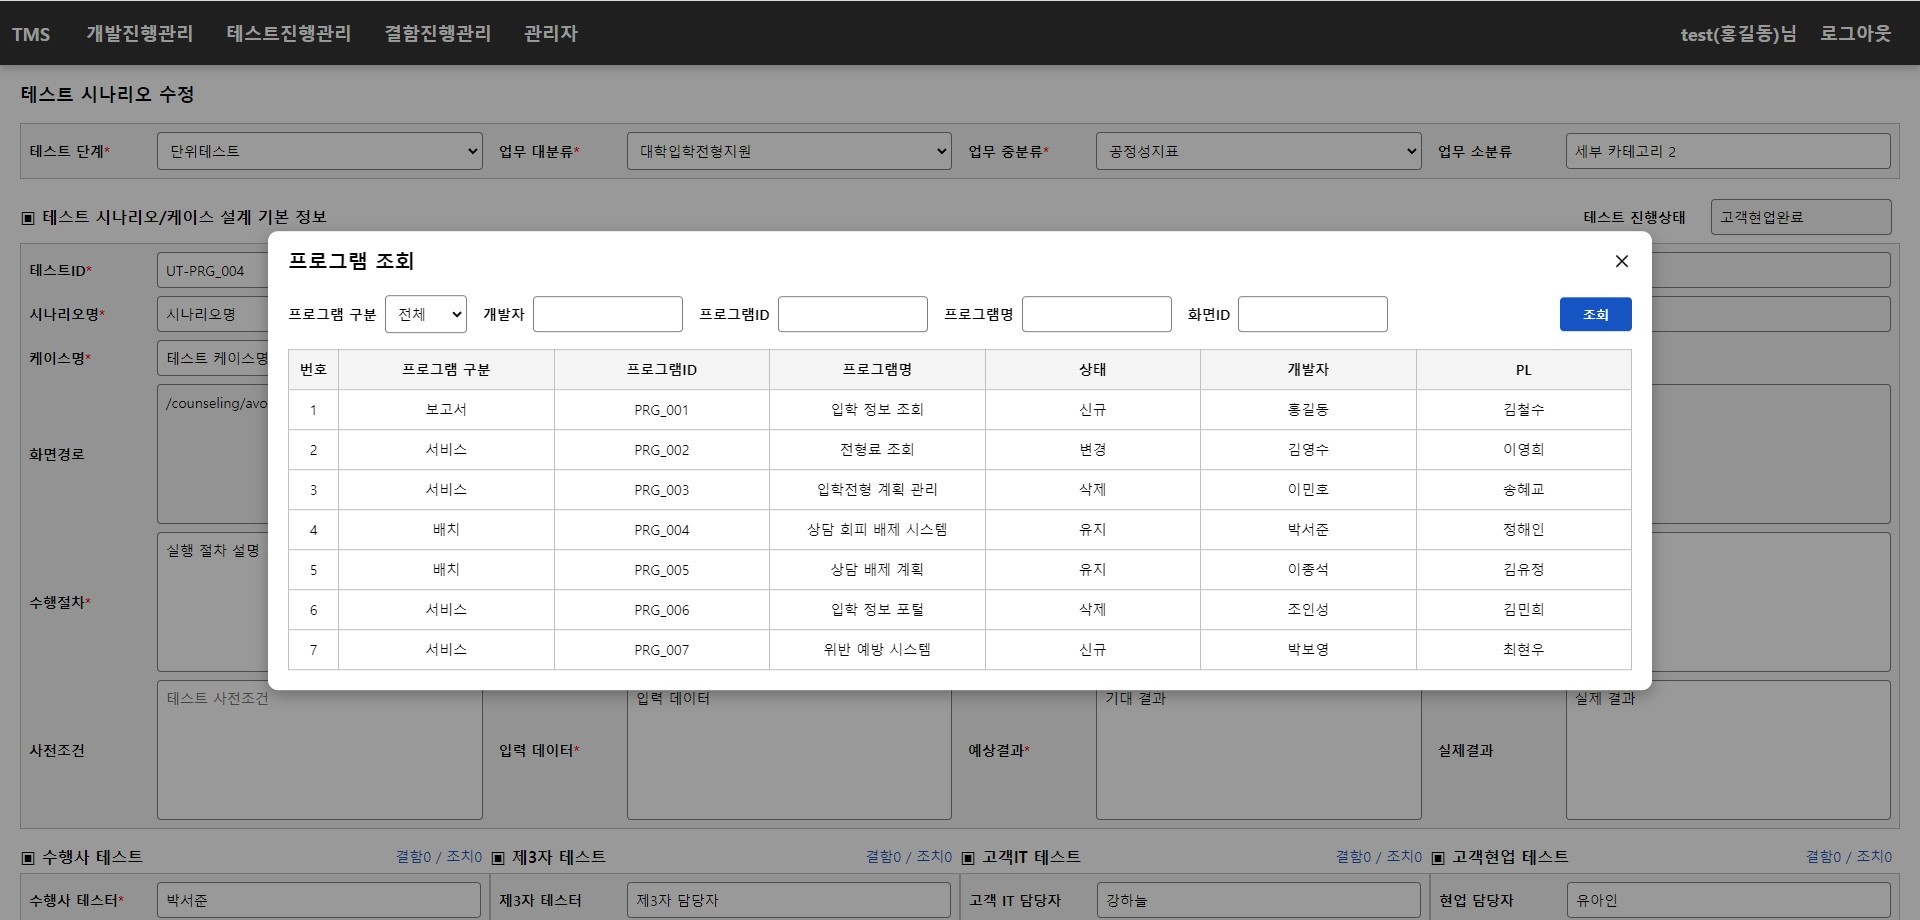 TMS 개발진행관리 테스트진행관리 결함진행관리 관리자 test(홍길동)님 로그아웃
테스트 시나리오 수정
테스트 단계* 단위테스트 업무 대분류* 대학입학전형지원 업무 중분류* 공정성지표 업무 소분류 세부 카테고리 2
▣ 테스트 시나리오/케이스 설계 기본 정보 테스트 진행상태 고객현업완료
테스트ID* UT-PRG_004
시나리오명* 시나리오명
케이스명* 테스트 케이스명
화면경로 /counseling/avo
수행절차* 실행 절차 설명
프로그램 조회
프로그램 구분 전체 개발자 프로그램ID 프로그램명 화면ID 조회
번호 프로그램 구분 프로그램ID 프로그램명 상태 개발자 PL
1 보고서 PRG_001 입학 정보 조회 신규 홍길동 김철수
2 서비스 PRG_002 전형료 조회 변경 김영수 이영희
3 서비스 PRG_003 입학전형 계획 관리 삭제 이민호 송혜교
4 배치 PRG_004 상담 회피 배제 시스템 유지 박서준 정해인
5 배치 PRG_005 상담 배제 계획 유지 이종석 김유정
6 서비스 PRG_006 입학 정보 포털 삭제 조인성 김민희
7 서비스 PRG_007 위반 예방 시스템 신규 박보영 최현우
사전조건 테스트 사전조건 입력 데이터* 입력 데이터 예상결과* 기대 결과 실제결과 실제 결과
▣ 수행사 테스트 결함0 / 조치0 ▣ 제3자 테스트 결함0 / 조치0 ▣ 고객IT 테스트 결함0 / 조치0 ▣ 고객현업 테스트 결함0 / 조치0
수행사 테스터* 박서준 제3자 테스터 제3자 담당자 고객 IT 담당자 강하늘 현업 담당자 유아인